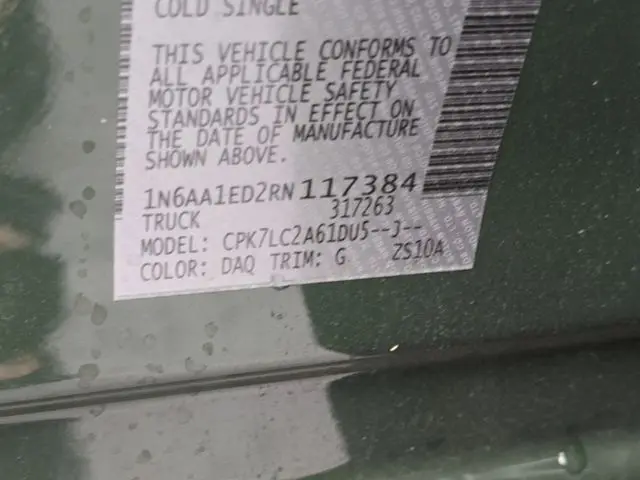 COLD SINGLE
THIS VEHICLE CONFORMS TO
ALL APPLICABLE FEDERAL
MOTOR VEHICLE SAFETY
STANDARDS IN EFFECT ON
THE DATE OF MANUFACTURE
SHOWN ABOVE.
1N6AA1ED2RN117384
TRUCK 317263
MODEL: CPK7LC2A61DU5--J--
COLOR: DAQ TRIM: G ZS10A